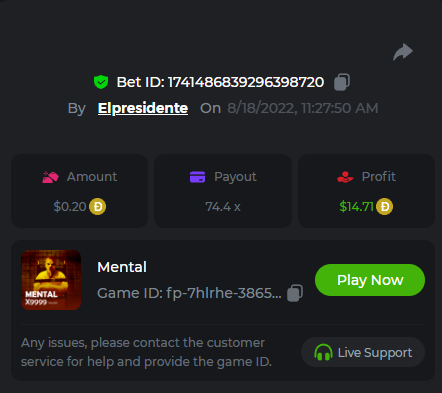 Bet ID: 1741486839296398720
By Elpresidente On 8/18/2022, 11:27:50 AM
Amount Payout Profit
$0.20 74.4 x $14.71
Mental
Game ID: fp-7hlrhe-3865...
Play Now
MENTAL
X9999
Any issues, please contact the customer
service for help and provide the game ID.
Live Support